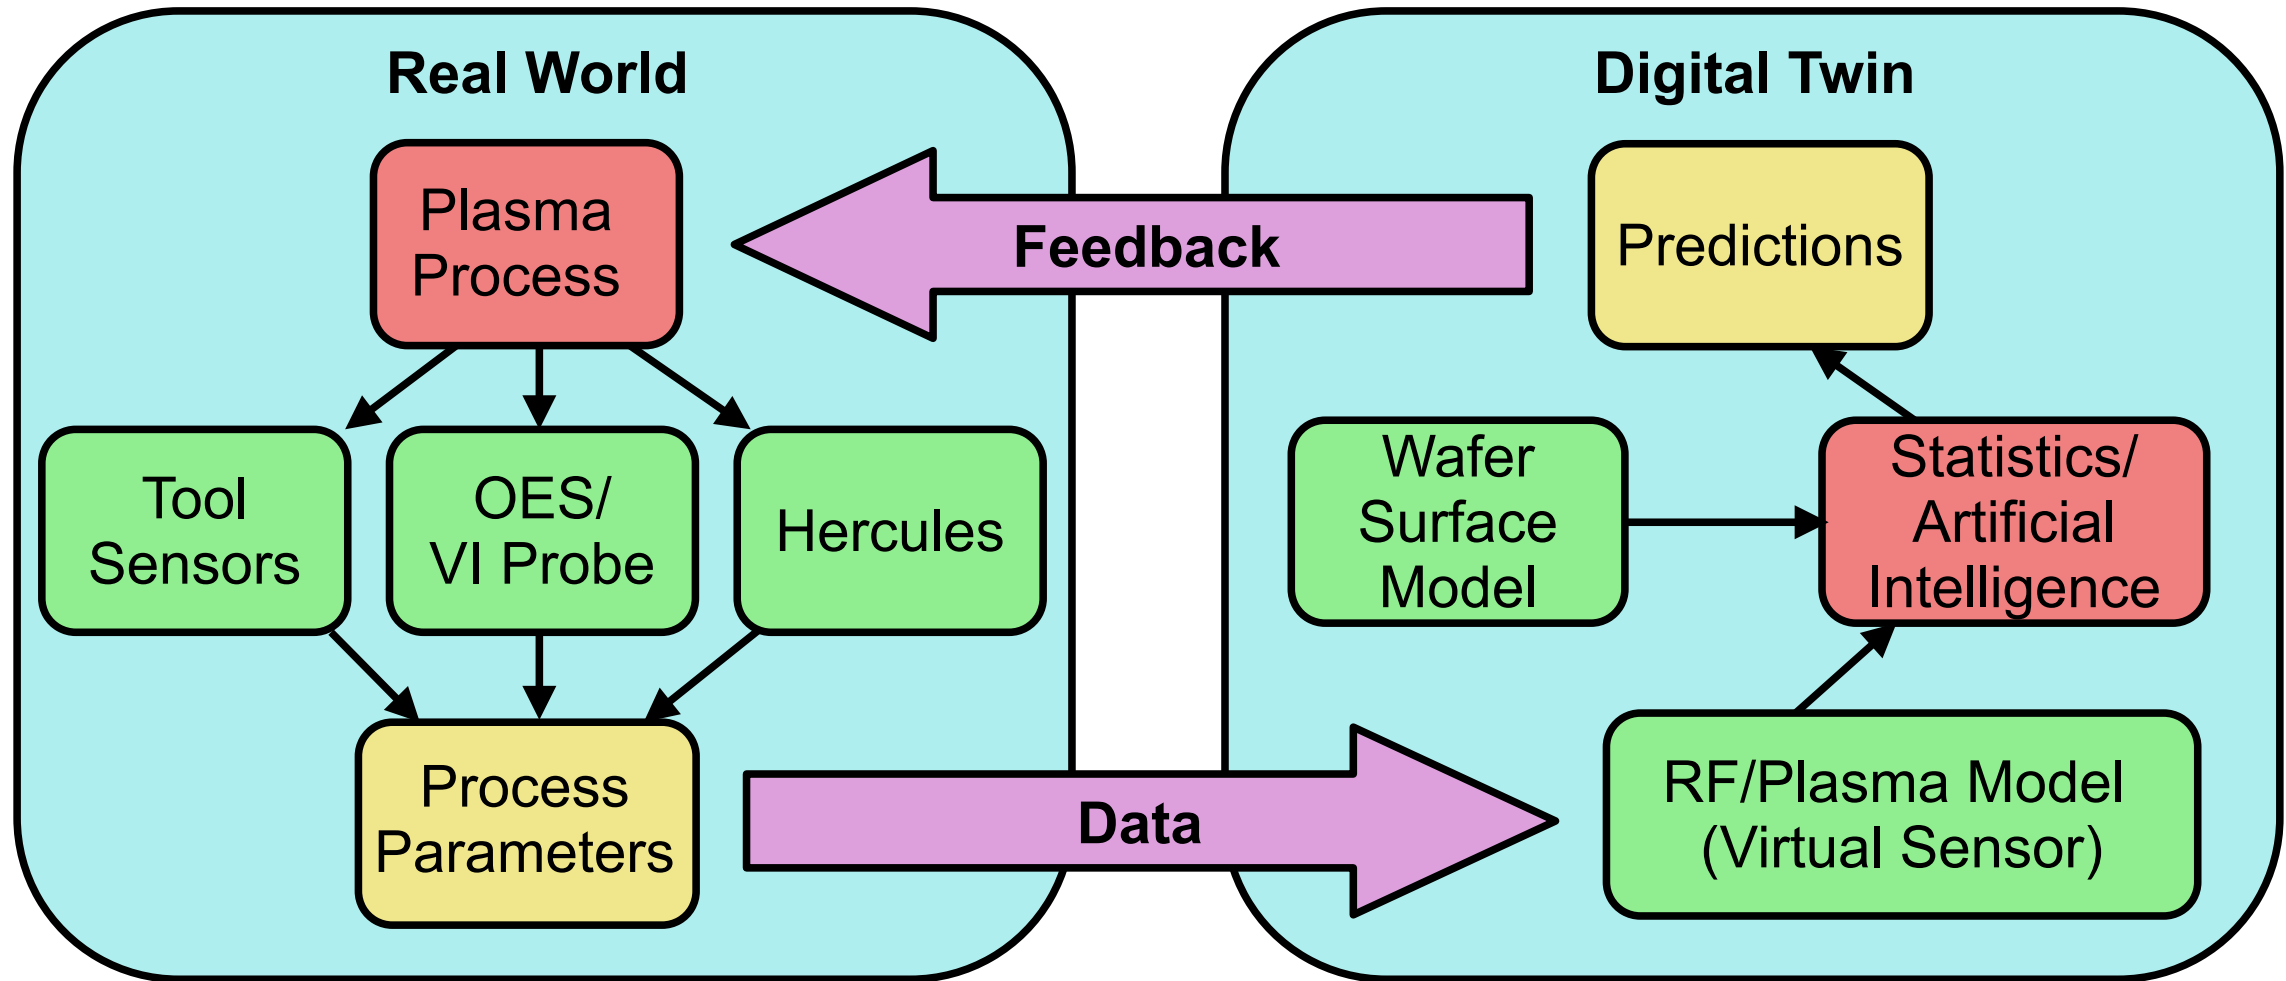 Real World
Plasma
Process
Tool
Sensors
OES/
VI Probe
Hercules
Process
Parameters
Feedback
Data
Digital Twin
Predictions
Wafer
Surface
Model
Statistics/
Artificial
Intelligence
RF/Plasma Model
(Virtual Sensor)